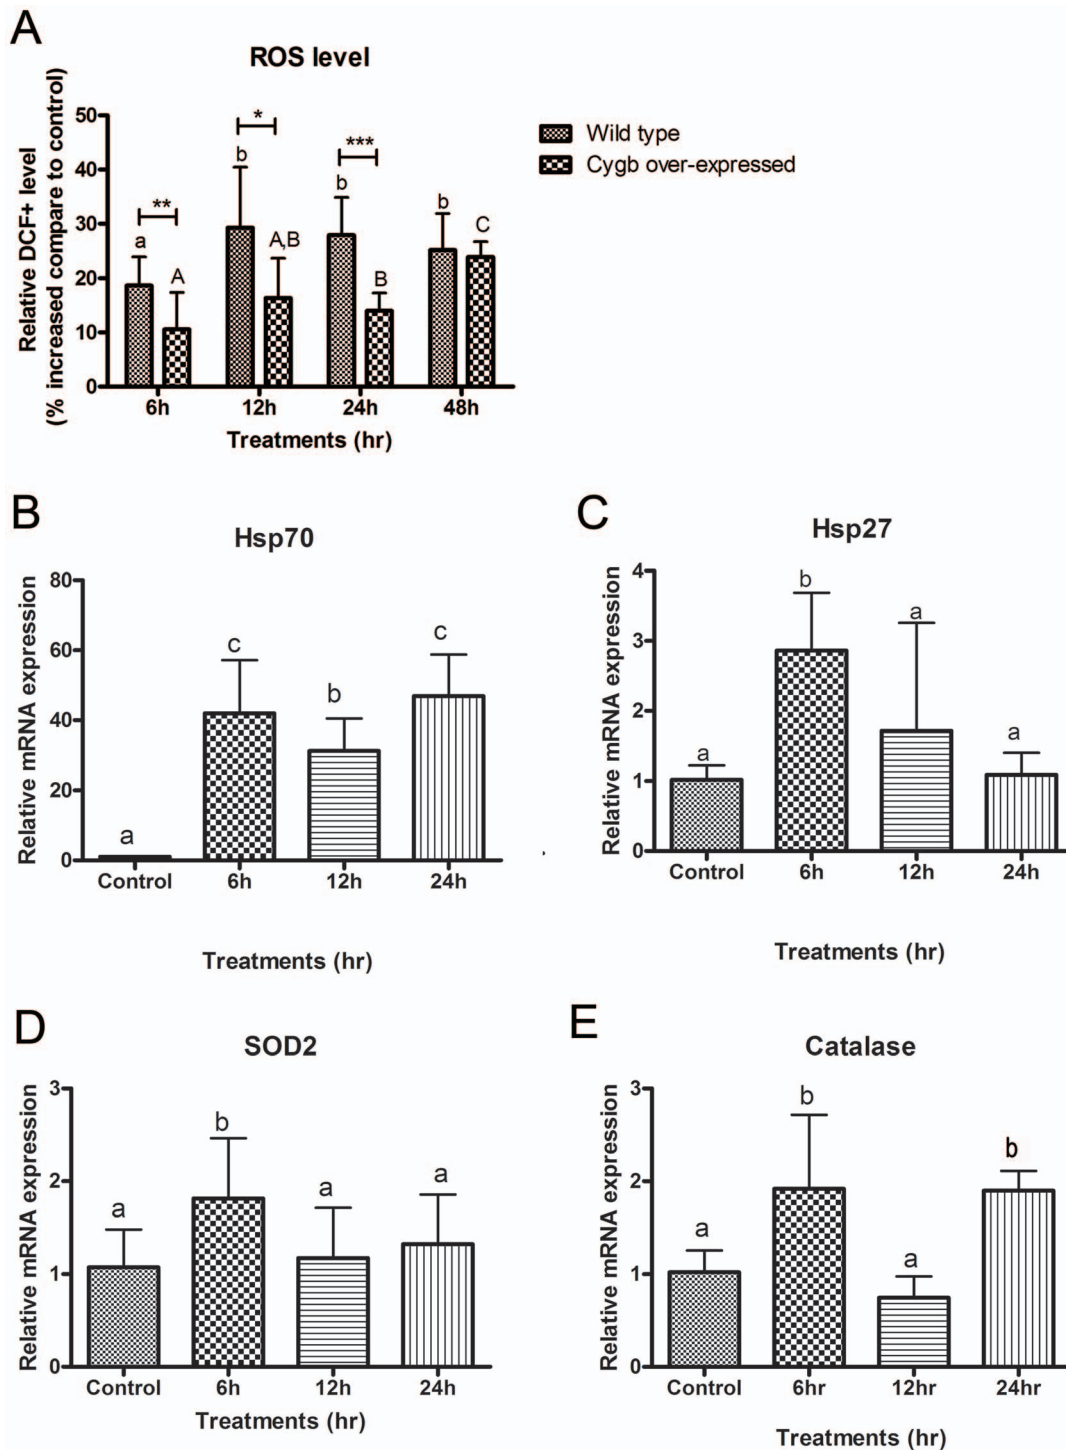 A
ROS level
Relative DCF+ level
(% increased compare to control)
50
40
30
20
10
0
a
**
A
b
*
A,B
b
***
B
b
C
6h
12h
24h
48h
Treatments (hr)
Wild type
Cygb over-expressed
B
Hsp70
Relative mRNA expression
80
60
40
20
0
a
c
b
c
Control
6h
12h
24h
Treatments (hr)
C
Hsp27
Relative mRNA expression
4
3
2
1
0
a
b
a
a
Control
6h
12h
24h
Treatments (hr)
D
SOD2
Relative mRNA expression
3
2
1
0
a
b
a
a
Control
6h
12h
24h
Treatments (hr)
E
Catalase
Relative mRNA expression
3
2
1
0
a
b
a
b
Control
6hr
12hr
24hr
Treatments (hr)